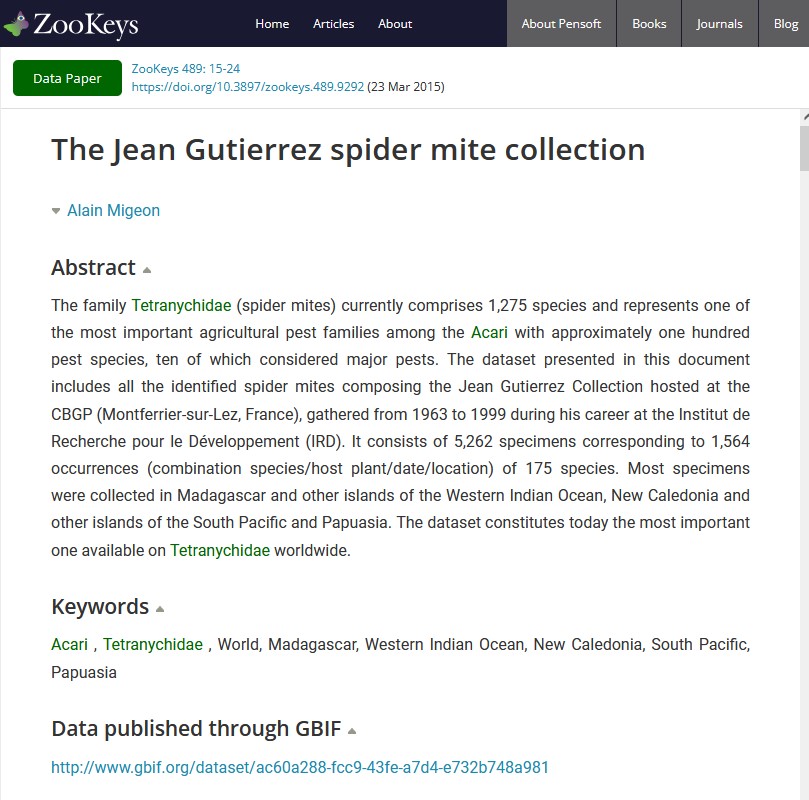 ZooKeys
Home Articles About About Pensoft Books Journals Blog
Data Paper
ZooKeys 489: 15-24
https://doi.org/10.3897/zookeys.489.9292 (23 Mar 2015)
The Jean Gutierrez spider mite collection
Alain Migeon
Abstract
The family Tetranychidae (spider mites) currently comprises 1,275 species and represents one of
the most important agricultural pest families among the Acari with approximately one hundred
pest species, ten of which considered major pests. The dataset presented in this document
includes all the identified spider mites composing the Jean Gutierrez Collection hosted at the
CBGP (Montferrier-sur-Lez, France), gathered from 1963 to 1999 during his career at the Institut de
Recherche pour le Développement (IRD). It consists of 5,262 specimens corresponding to 1,564
occurrences (combination species/host plant/date/location) of 175 species. Most specimens
were collected in Madagascar and other islands of the Western Indian Ocean, New Caledonia and
other islands of the South Pacific and Papuasia. The dataset constitutes today the most important
one available on Tetranychidae worldwide.
Keywords
Acari , Tetranychidae , World, Madagascar, Western Indian Ocean, New Caledonia, South Pacific,
Papuasia
Data published through GBIF
http://www.gbif.org/dataset/ac60a288-fcc9-43fe-a7d4-e732b748a981